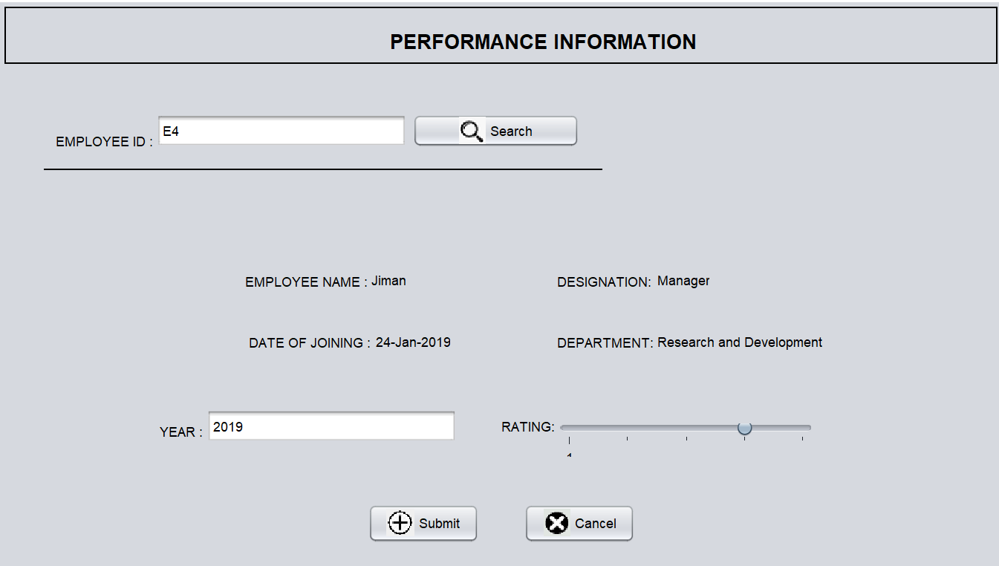 PERFORMANCE INFORMATION
EMPLOYEE ID : E4 Search
EMPLOYEE NAME : Jiman DESIGNATION: Manager
DATE OF JOINING : 24-Jan-2019 DEPARTMENT: Research and Development
YEAR : 2019 RATING:
Submit Cancel